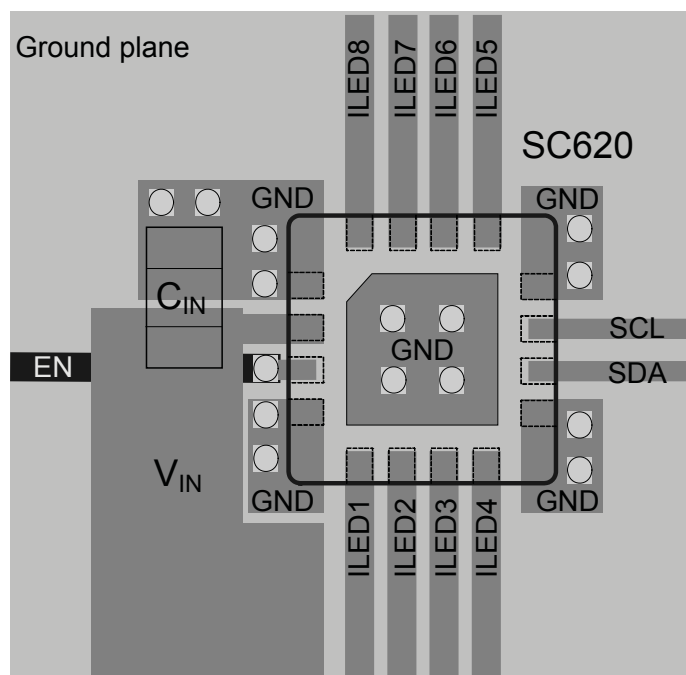 Ground plane
ILED8
ILED7
ILED6
ILED5
SC620
GND
GND
CIN
GND
SCL
EN
SDA
VIN
GND
GND
ILED1
ILED2
ILED3
ILED4